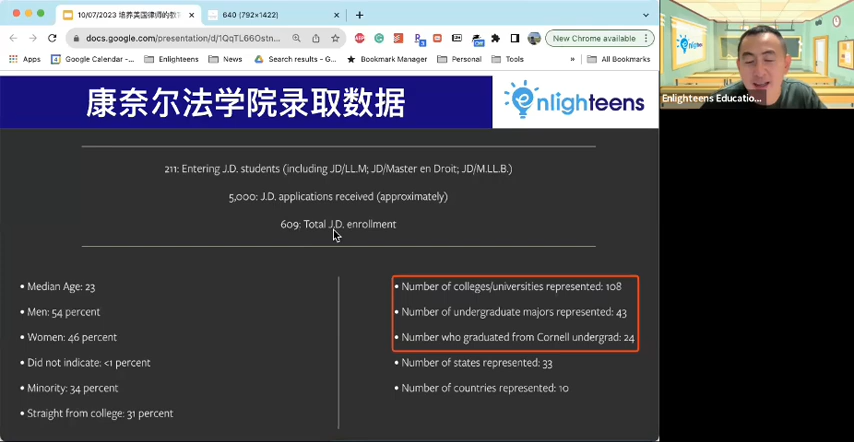 10/07/2023 培养美国律师的教
640 (792×1422)
docs.google.com/presentation/d/1QqTL66Ostn...
New Chrome available
Apps
Google Calendar -...
Enlighteens
News
Search results - G...
Bookmark Manager
Personal
Tools
»
All Bookmarks
康奈尔法学院录取数据
enlighteens
Enlighteens Educatio...
211: Entering J.D. students (including JD/LL.M; JD/Master en Droit; JD/M.LL.B.)
5,000: J.D. applications received (approximately)
609: Total J.D. enrollment
• Median Age: 23
• Men: 54 percent
• Women: 46 percent
• Did not indicate: <1 percent
• Minority: 34 percent
• Straight from college: 31 percent
• Number of colleges/universities represented: 108
• Number of undergraduate majors represented: 43
• Number who graduated from Cornell undergrad: 24
• Number of states represented: 33
• Number of countries represented: 10